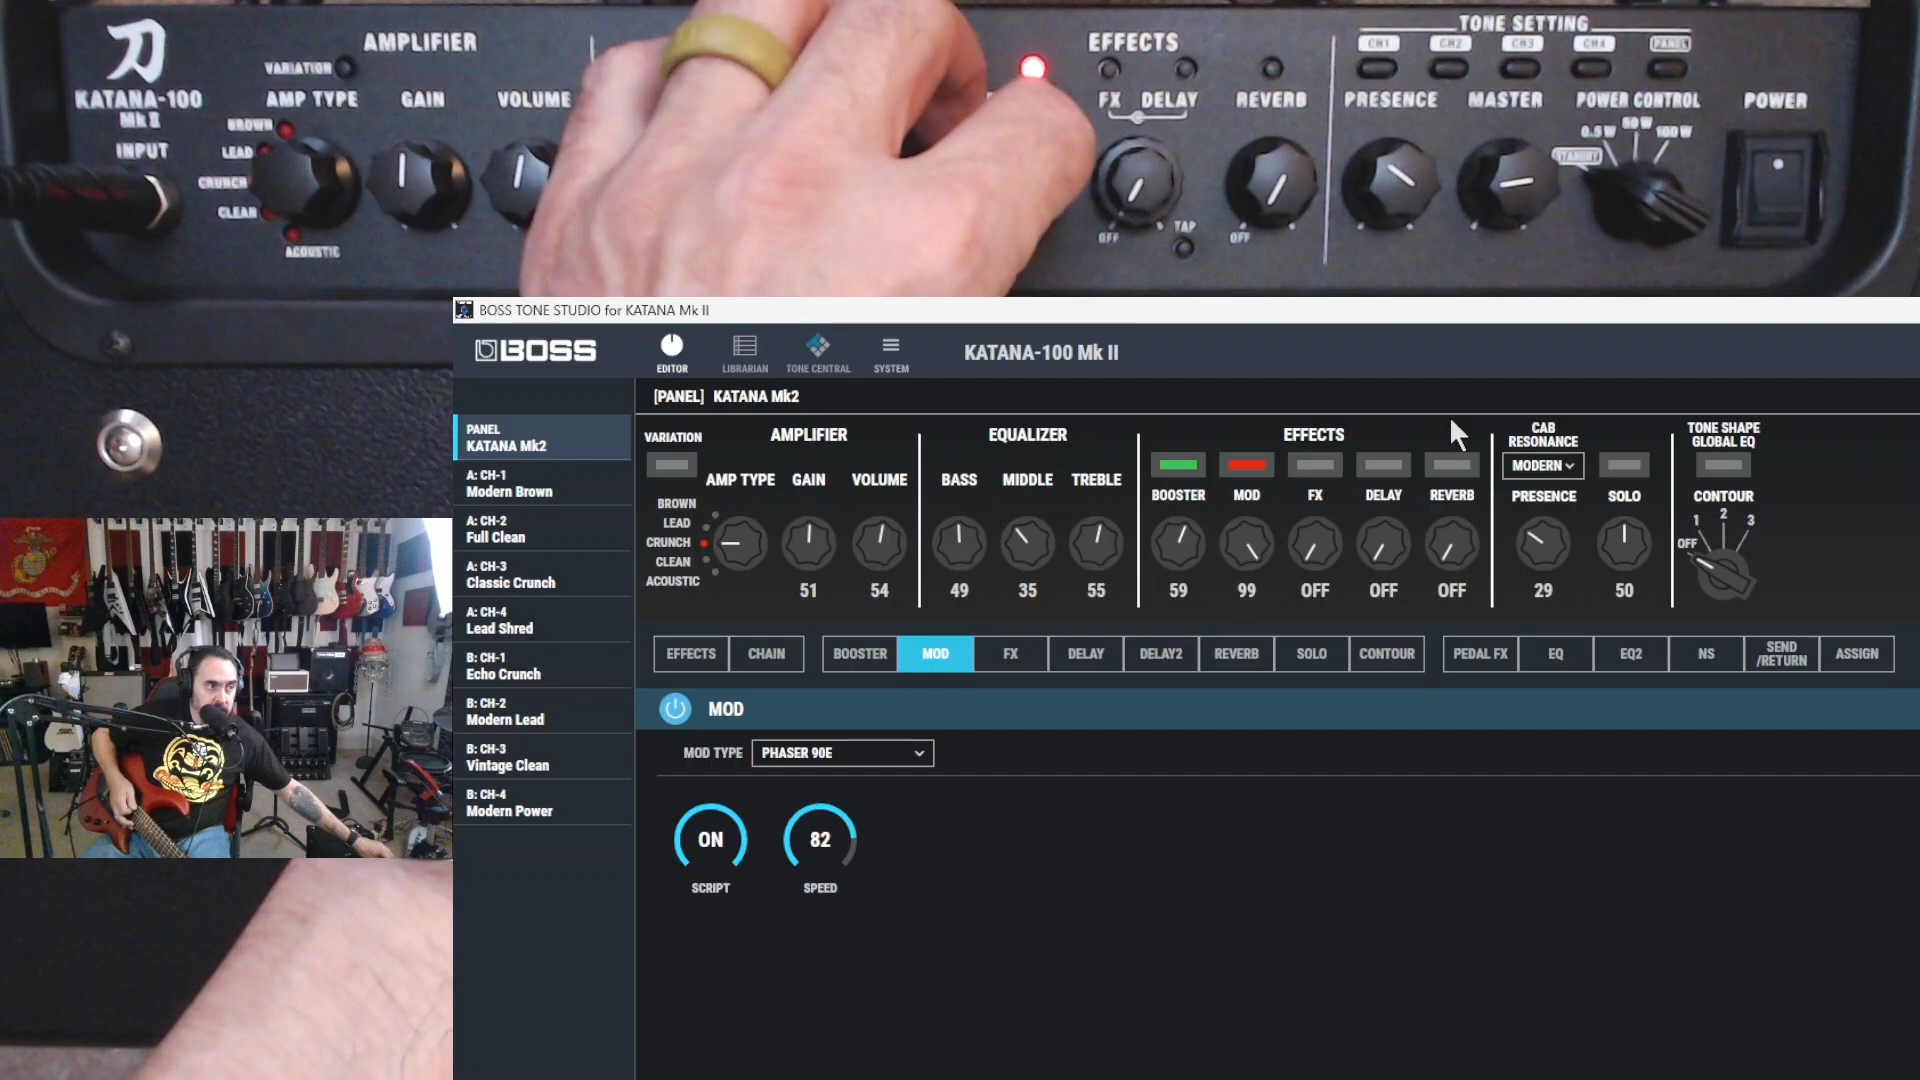 刀
KATANA-100
Mk II
INPUT
AMPLIFIER
VARIATION
AMP TYPE GAIN VOLUME
BROWN
LEAD
CRUNCH
CLEAN
ACOUSTIC
EFFECTS
FX DELAY REVERB
OFF TAP OFF
TONE SETTING
CH1 CH2 CH3 CH4 PANEL
PRESENCE MASTER POWER CONTROL POWER
STANDBY 0.5W 50W 100W
BOSS TONE STUDIO for KATANA Mk II
BOSS
EDITOR LIBRARIAN TONE CENTRAL SYSTEM
KATANA-100 Mk II
[PANEL] KATANA Mk2
PANEL
KATANA Mk2
A: CH-1
Modern Brown
A: CH-2
Full Clean
A: CH-3
Classic Crunch
A: CH-4
Lead Shred
B: CH-1
Echo Crunch
B: CH-2
Modern Lead
B: CH-3
Vintage Clean
B: CH-4
Modern Power
VARIATION
AMPLIFIER
AMP TYPE GAIN VOLUME
BROWN
LEAD
CRUNCH
CLEAN
ACOUSTIC
51 54
EQUALIZER
BASS MIDDLE TREBLE
49 35 55
EFFECTS
BOOSTER MOD FX DELAY REVERB
59 99 OFF OFF OFF
CAB
RESONANCE
MODERN
PRESENCE SOLO
29 50
TONE SHAPE
GLOBAL EQ
CONTOUR
OFF 1 2 3
EFFECTS CHAIN BOOSTER MOD FX DELAY DELAY2 REVERB SOLO CONTOUR PEDAL FX EQ EQ2 NS SEND
/RETURN ASSIGN
MOD
MOD TYPE PHASER 90E
ON 82
SCRIPT SPEED